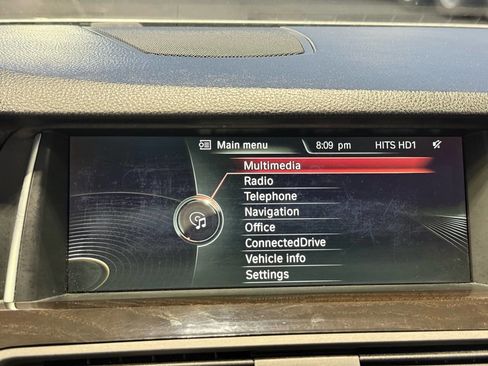 Main menu 8:09 pm HITS HD1
Multimedia
Radio
Telephone
Navigation
Office
ConnectedDrive
Vehicle info
Settings